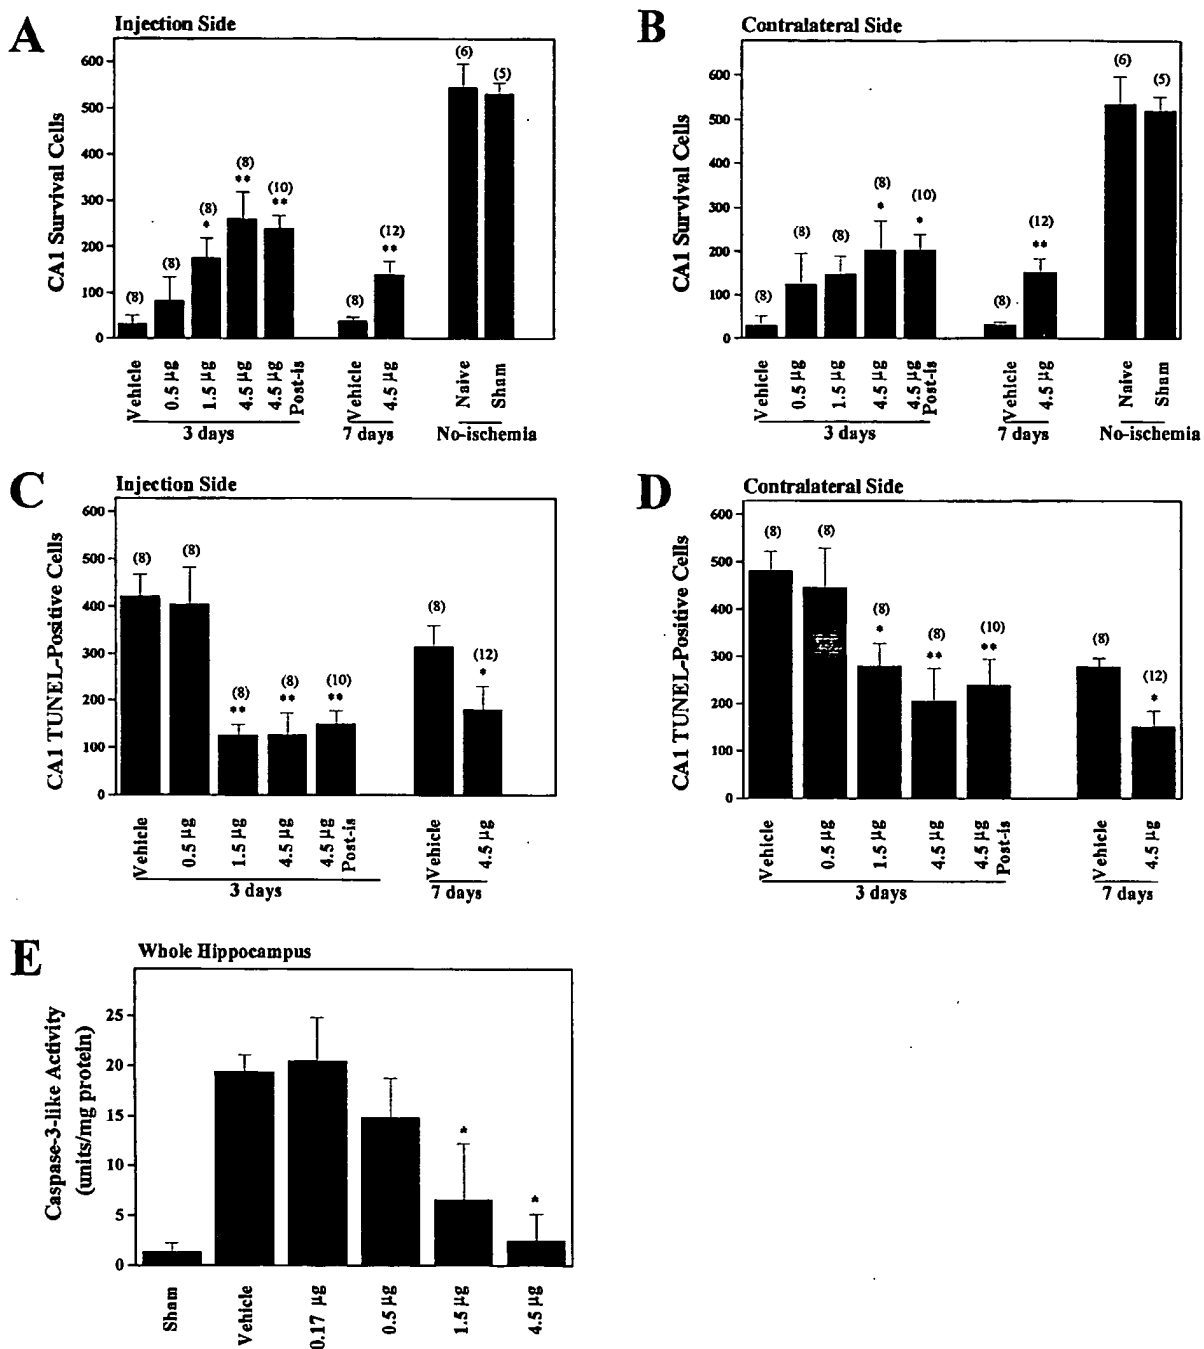 A
Injection Side
CA1 Survival Cells
600
500
400
300
200
100
0
(8)
(8)
(8)
*
(8)
**
(10)
**
(8)
(12)
**
(6)
(5)
Vehicle
0.5 µg
1.5 µg
4.5 µg
4.5 µg
Post-is
Vehicle
4.5 µg
Naive
Sham
3 days
7 days
No-ischemia
B
Contralateral Side
CA1 Survival Cells
600
500
400
300
200
100
0
(8)
(8)
(8)
(8)
*
(10)
*
(8)
(12)
**
(6)
(5)
Vehicle
0.5 µg
1.5 µg
4.5 µg
4.5 µg
Post-is
Vehicle
4.5 µg
Naive
Sham
3 days
7 days
No-ischemia
C
Injection Side
CA1 TUNEL-Positive Cells
600
500
400
300
200
100
0
(8)
(8)
(8)
**
(8)
**
(10)
**
(8)
(12)
*
Vehicle
0.5 µg
1.5 µg
4.5 µg
4.5 µg
Post-is
Vehicle
4.5 µg
3 days
7 days
D
Contralateral Side
CA1 TUNEL-Positive Cells
600
500
400
300
200
100
0
(8)
(8)
(8)
*
(8)
**
(10)
**
(8)
(12)
*
Vehicle
0.5 µg
1.5 µg
4.5 µg
4.5 µg
Post-is
Vehicle
4.5 µg
3 days
7 days
E
Whole Hippocampus
Caspase-3-like Activity
(units/mg protein)
25
20
15
10
5
0
*
*
Sham
Vehicle
0.17 µg
0.5 µg
1.5 µg
4.5 µg